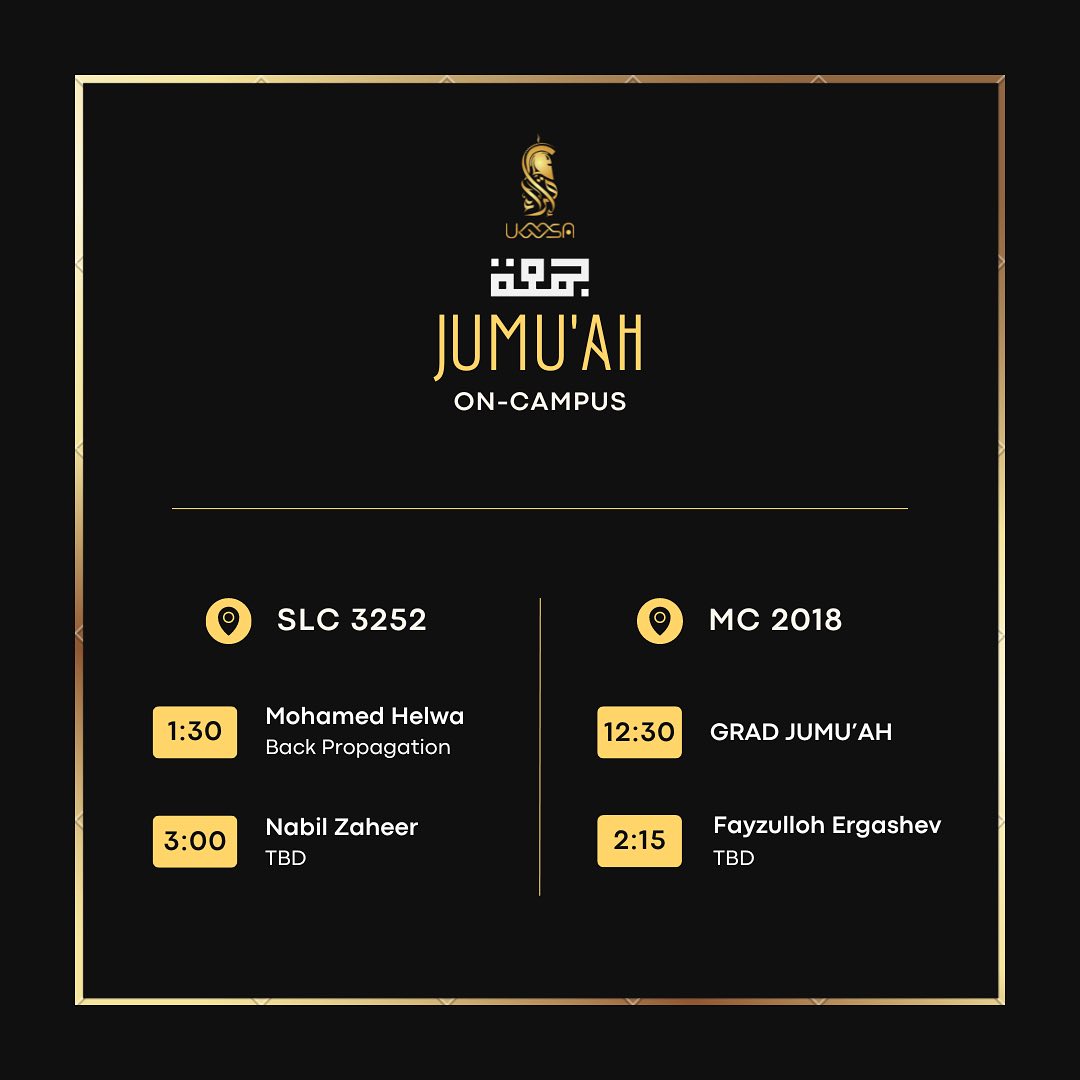 جمعة
JUMU'AH
ON-CAMPUS
SLC 3252
1:30
Mohamed Helwa
Back Propagation
3:00
Nabil Zaheer
TBD
MC 2018
12:30
GRAD JUMU’AH
2:15
Fayzulloh Ergashev
TBD